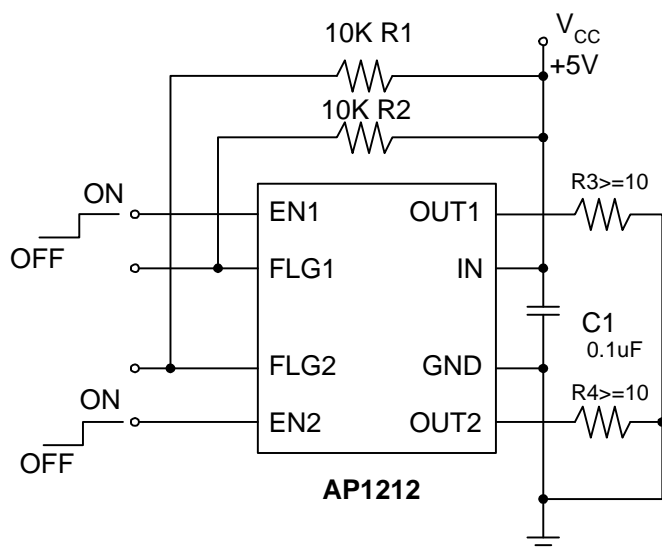 10K R1
V_CC
+5V
10K R2
R3>=10
ON
OFF
EN1
OUT1
FLG1
IN
C1
0.1uF
FLG2
GND
R4>=10
ON
OFF
EN2
OUT2
AP1212